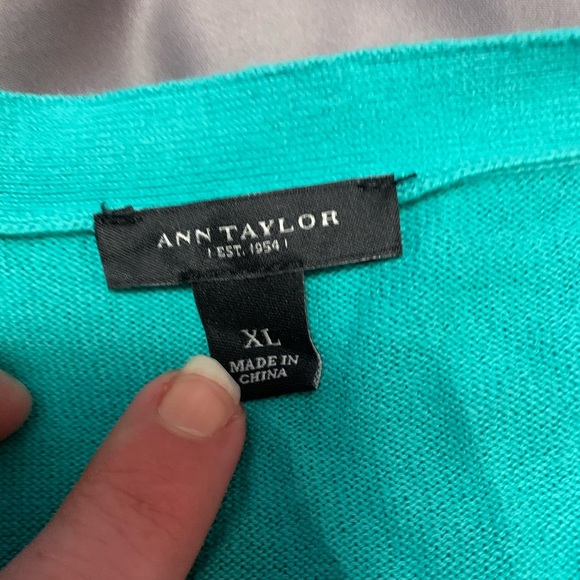 ANN TAYLOR
| EST. 1954 |
XL
MADE IN
CHINA